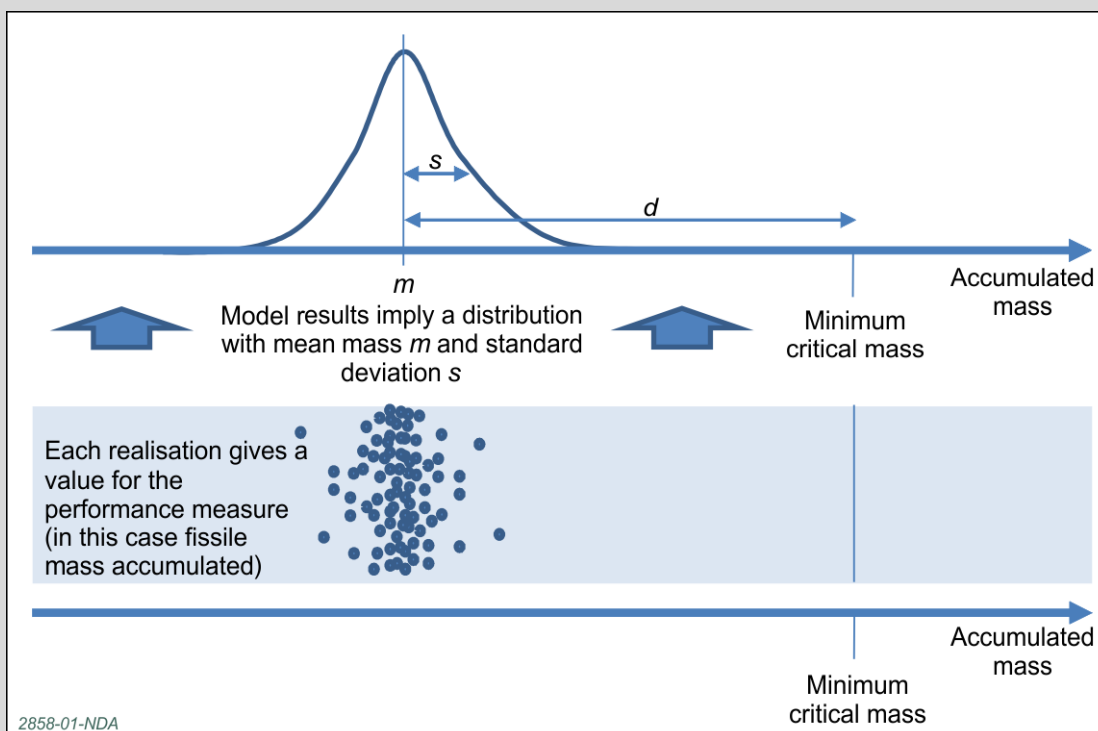 s
d
m
Accumulated
mass
Model results imply a distribution
with mean mass m and standard
deviation s
Minimum
critical mass
Each realisation gives a
value for the
performance measure
(in this case fissile
mass accumulated)
Accumulated
mass
Minimum
critical mass
2858-01-NDA